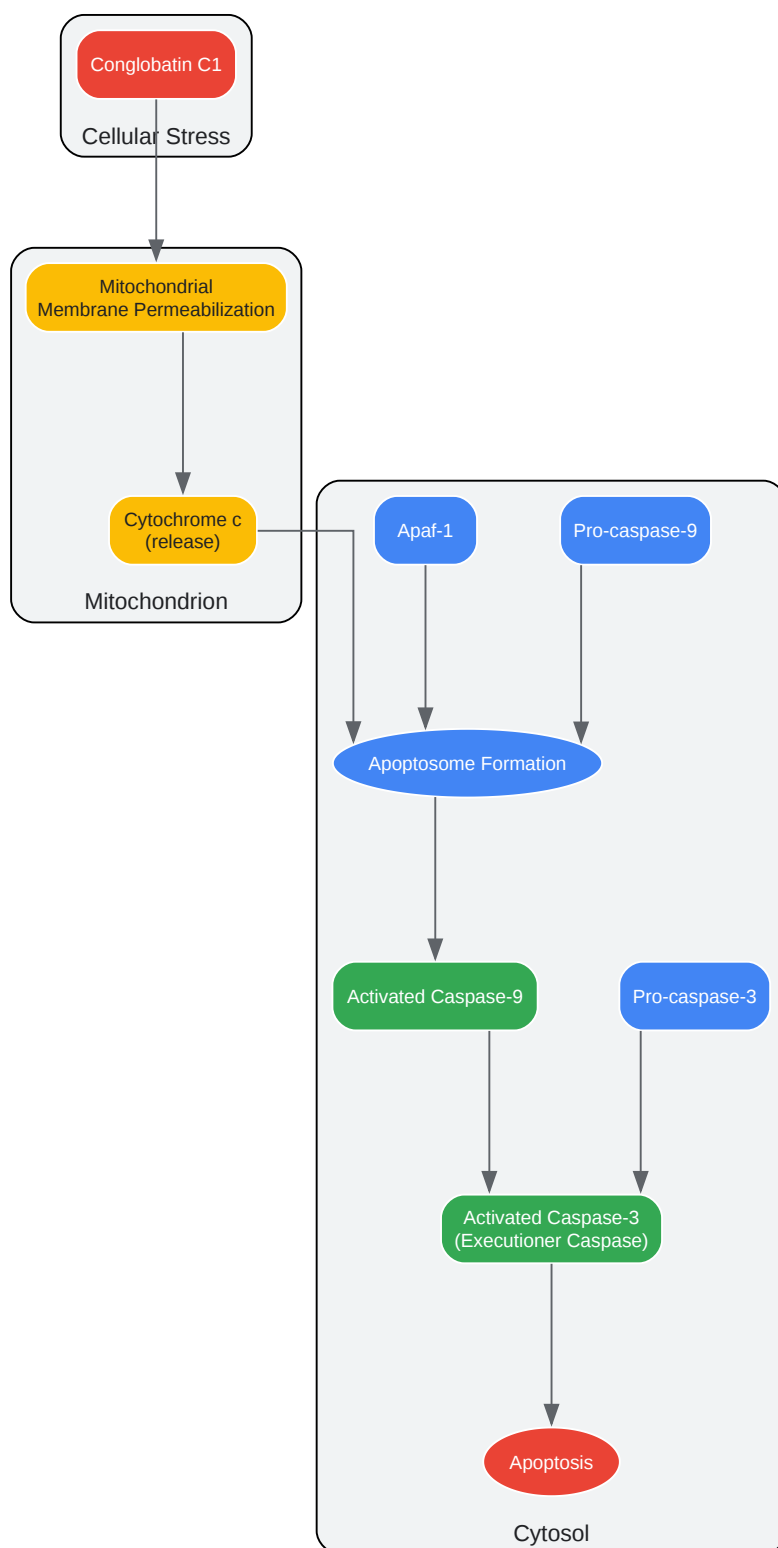 Conglobatin C1
Cellular Stress
Mitochondrial
Membrane Permeabilization
Cytochrome c
(release)
Mitochondrion
Apaf-1
Pro-caspase-9
Apoptosome Formation
Activated Caspase-9
Pro-caspase-3
Activated Caspase-3
(Executioner Caspase)
Apoptosis
Cytosol